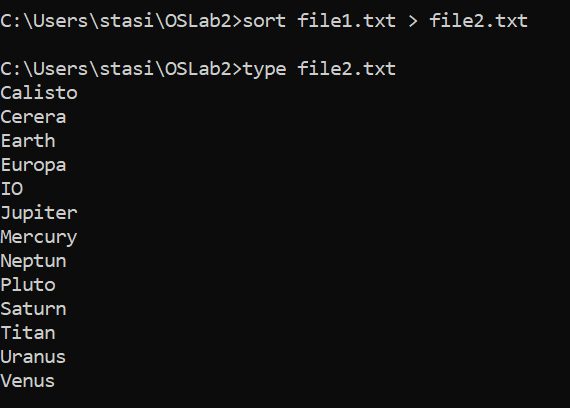 C:\Users\stasi\OSLab2>sort file1.txt > file2.txt
C:\Users\stasi\OSLab2>type file2.txt
Calisto
Cerera
Earth
Europa
IO
Jupiter
Mercury
Neptun
Pluto
Saturn
Titan
Uranus
Venus